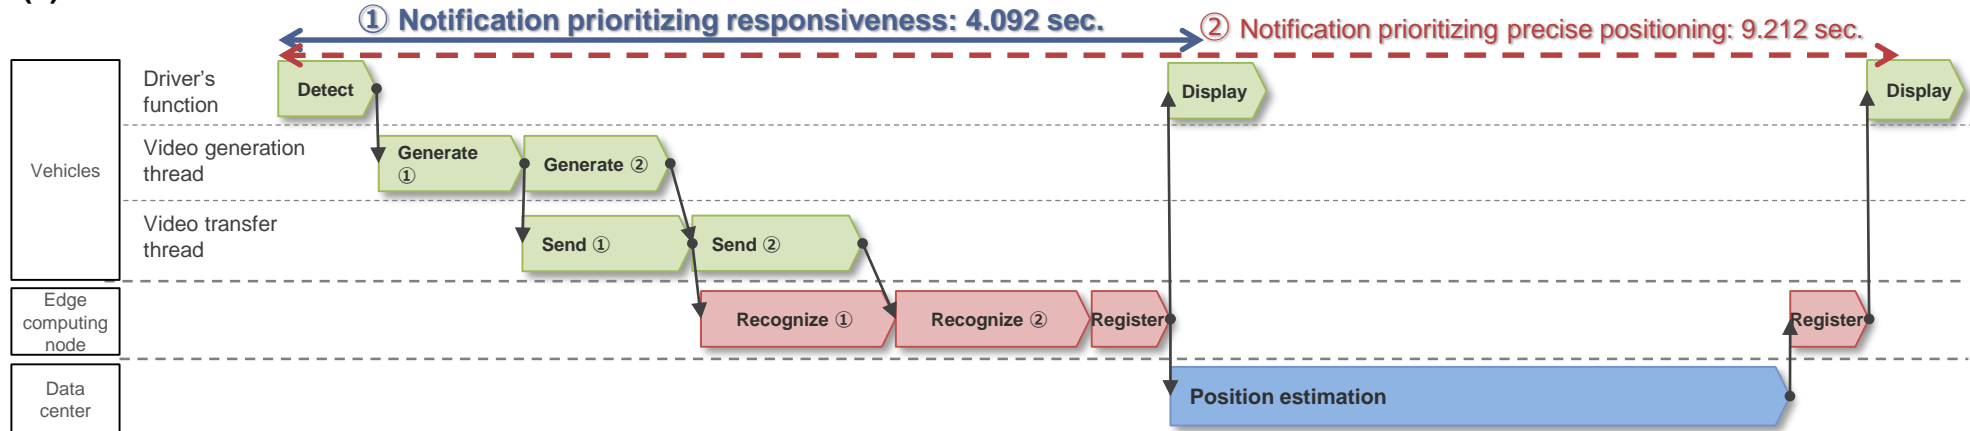 ① Notification prioritizing responsiveness: 4.092 sec.
② Notification prioritizing precise positioning: 9.212 sec.
Vehicles
Driver's
function
Detect
Display
Display
Video generation
thread
Generate
①
Generate ②
Video transfer
thread
Send ①
Send ②
Edge
computing
node
Recognize ①
Recognize ②
Register
Register
Data
center
Position estimation